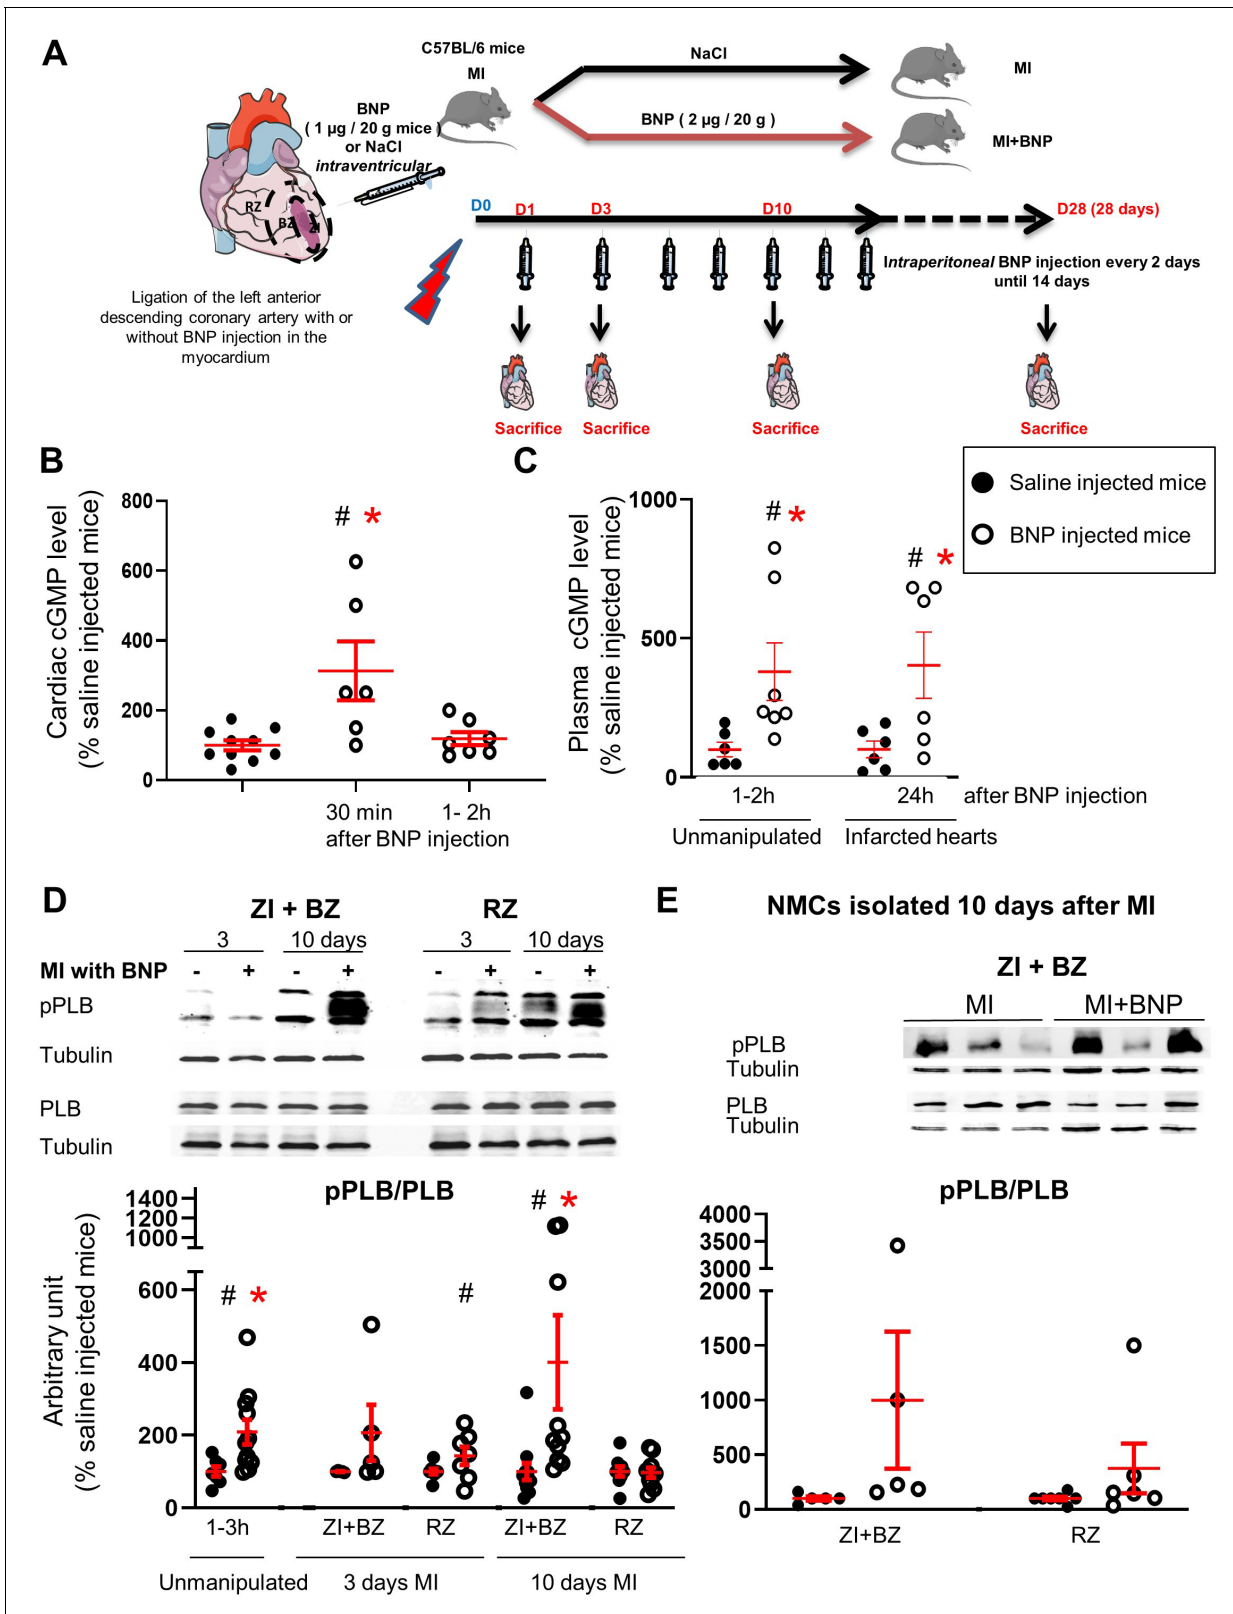 A
C57BL/6 mice
MI
NaCl
MI
BNP
( 1 µg / 20 g mice )
or NaCl
intraventricular
BNP ( 2 µg / 20 g )
MI+BNP
RZ
BZ
ZI
D0
D1
D3
D10
D28 (28 days)
Intraperitoneal BNP injection every 2 days
until 14 days
Ligation of the left anterior
descending coronary artery with or
without BNP injection in the
myocardium
Sacrifice
Sacrifice
Sacrifice
Sacrifice
B
Cardiac cGMP level
(% saline injected mice)
800
600
400
200
0
# *
30 min
1- 2h
after BNP injection
C
Plasma cGMP level
(% saline injected mice)
1000
500
0
# *
# *
1-2h
24h
after BNP injection
Unmanipulated
Infarcted hearts
Saline injected mice
BNP injected mice
D
ZI + BZ
RZ
3
10 days
3
10 days
MI with BNP
- + - +
- + - +
pPLB
Tubulin
PLB
Tubulin
pPLB/PLB
Arbitrary unit
(% saline injected mice)
1400
1200
1000
600
400
200
0
# *
#
# *
1-3h
ZI+BZ
RZ
ZI+BZ
RZ
Unmanipulated
3 days MI
10 days MI
E
NMCs isolated 10 days after MI
ZI + BZ
MI
MI+BNP
pPLB
Tubulin
PLB
Tubulin
pPLB/PLB
4000
3500
3000
2000
1500
1000
500
0
ZI+BZ
RZ